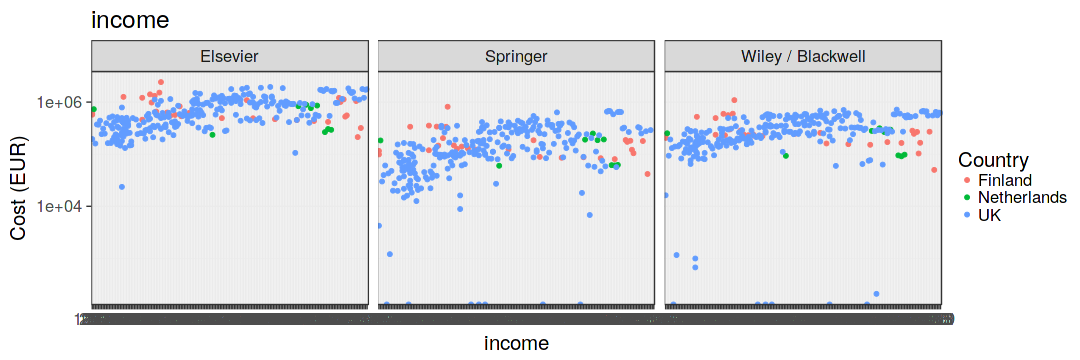 income
Elsevier
Springer
Wiley / Blackwell
1e+06
1e+04
Cost (EUR)
income
Country
Finland
Netherlands
UK